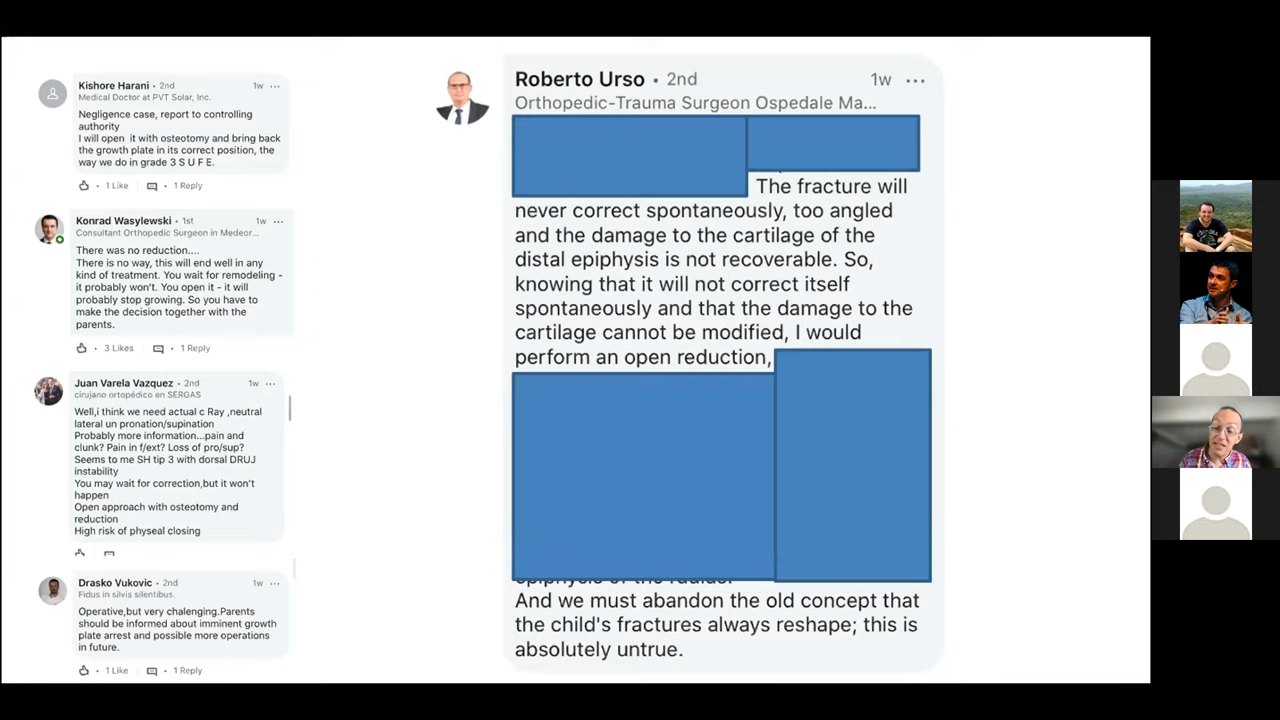 Kishore Harani • 2nd
1w ...
Medical Doctor at PVT Solar, Inc.
Negligence case, report to controlling
authority
I will open it with osteotomy and bring back
the growth plate in its correct position, the
way we do in grade 3 S U F E.
• 1 Like • 1 Reply
Konrad Wasylewski • 1st
1w ...
Consultant Orthopedic Surgeon in Medeor...
There was no reduction....
There is no way, this will end well in any
kind of treatment. You wait for remodeling -
it probably won't. You open it - it will
probably stop growing. So you have to
make the decision together with the
parents.
• 3 Likes • 1 Reply
Juan Varela Vazquez • 2nd
1w ...
cirujano ortopédico en SERGAS
Well,i think we need actual c Ray ,neutral
lateral un pronation/supination
Probably more information...pain and
clunk? Pain in f/ext? Loss of pro/sup?
Seems to me SH tip 3 with dorsal DRUJ
instability
You may wait for correction,but it won't
happen
Open approach with osteotomy and
reduction
High risk of physeal closing
Drasko Vukovic • 2nd
1w ...
Fidus in silvis silentibus.
Operative,but very chalenging.Parents
should be informed about imminent growth
plate arrest and possible more operations
in future.
• 1 Like • 1 Reply
Roberto Urso • 2nd
1w ...
Orthopedic-Trauma Surgeon Ospedale Ma...
The fracture will
never correct spontaneously, too angled
and the damage to the cartilage of the
distal epiphysis is not recoverable. So,
knowing that it will not correct itself
spontaneously and that the damage to the
cartilage cannot be modified, I would
perform an open reduction,
And we must abandon the old concept that
the child's fractures always reshape; this is
absolutely untrue.